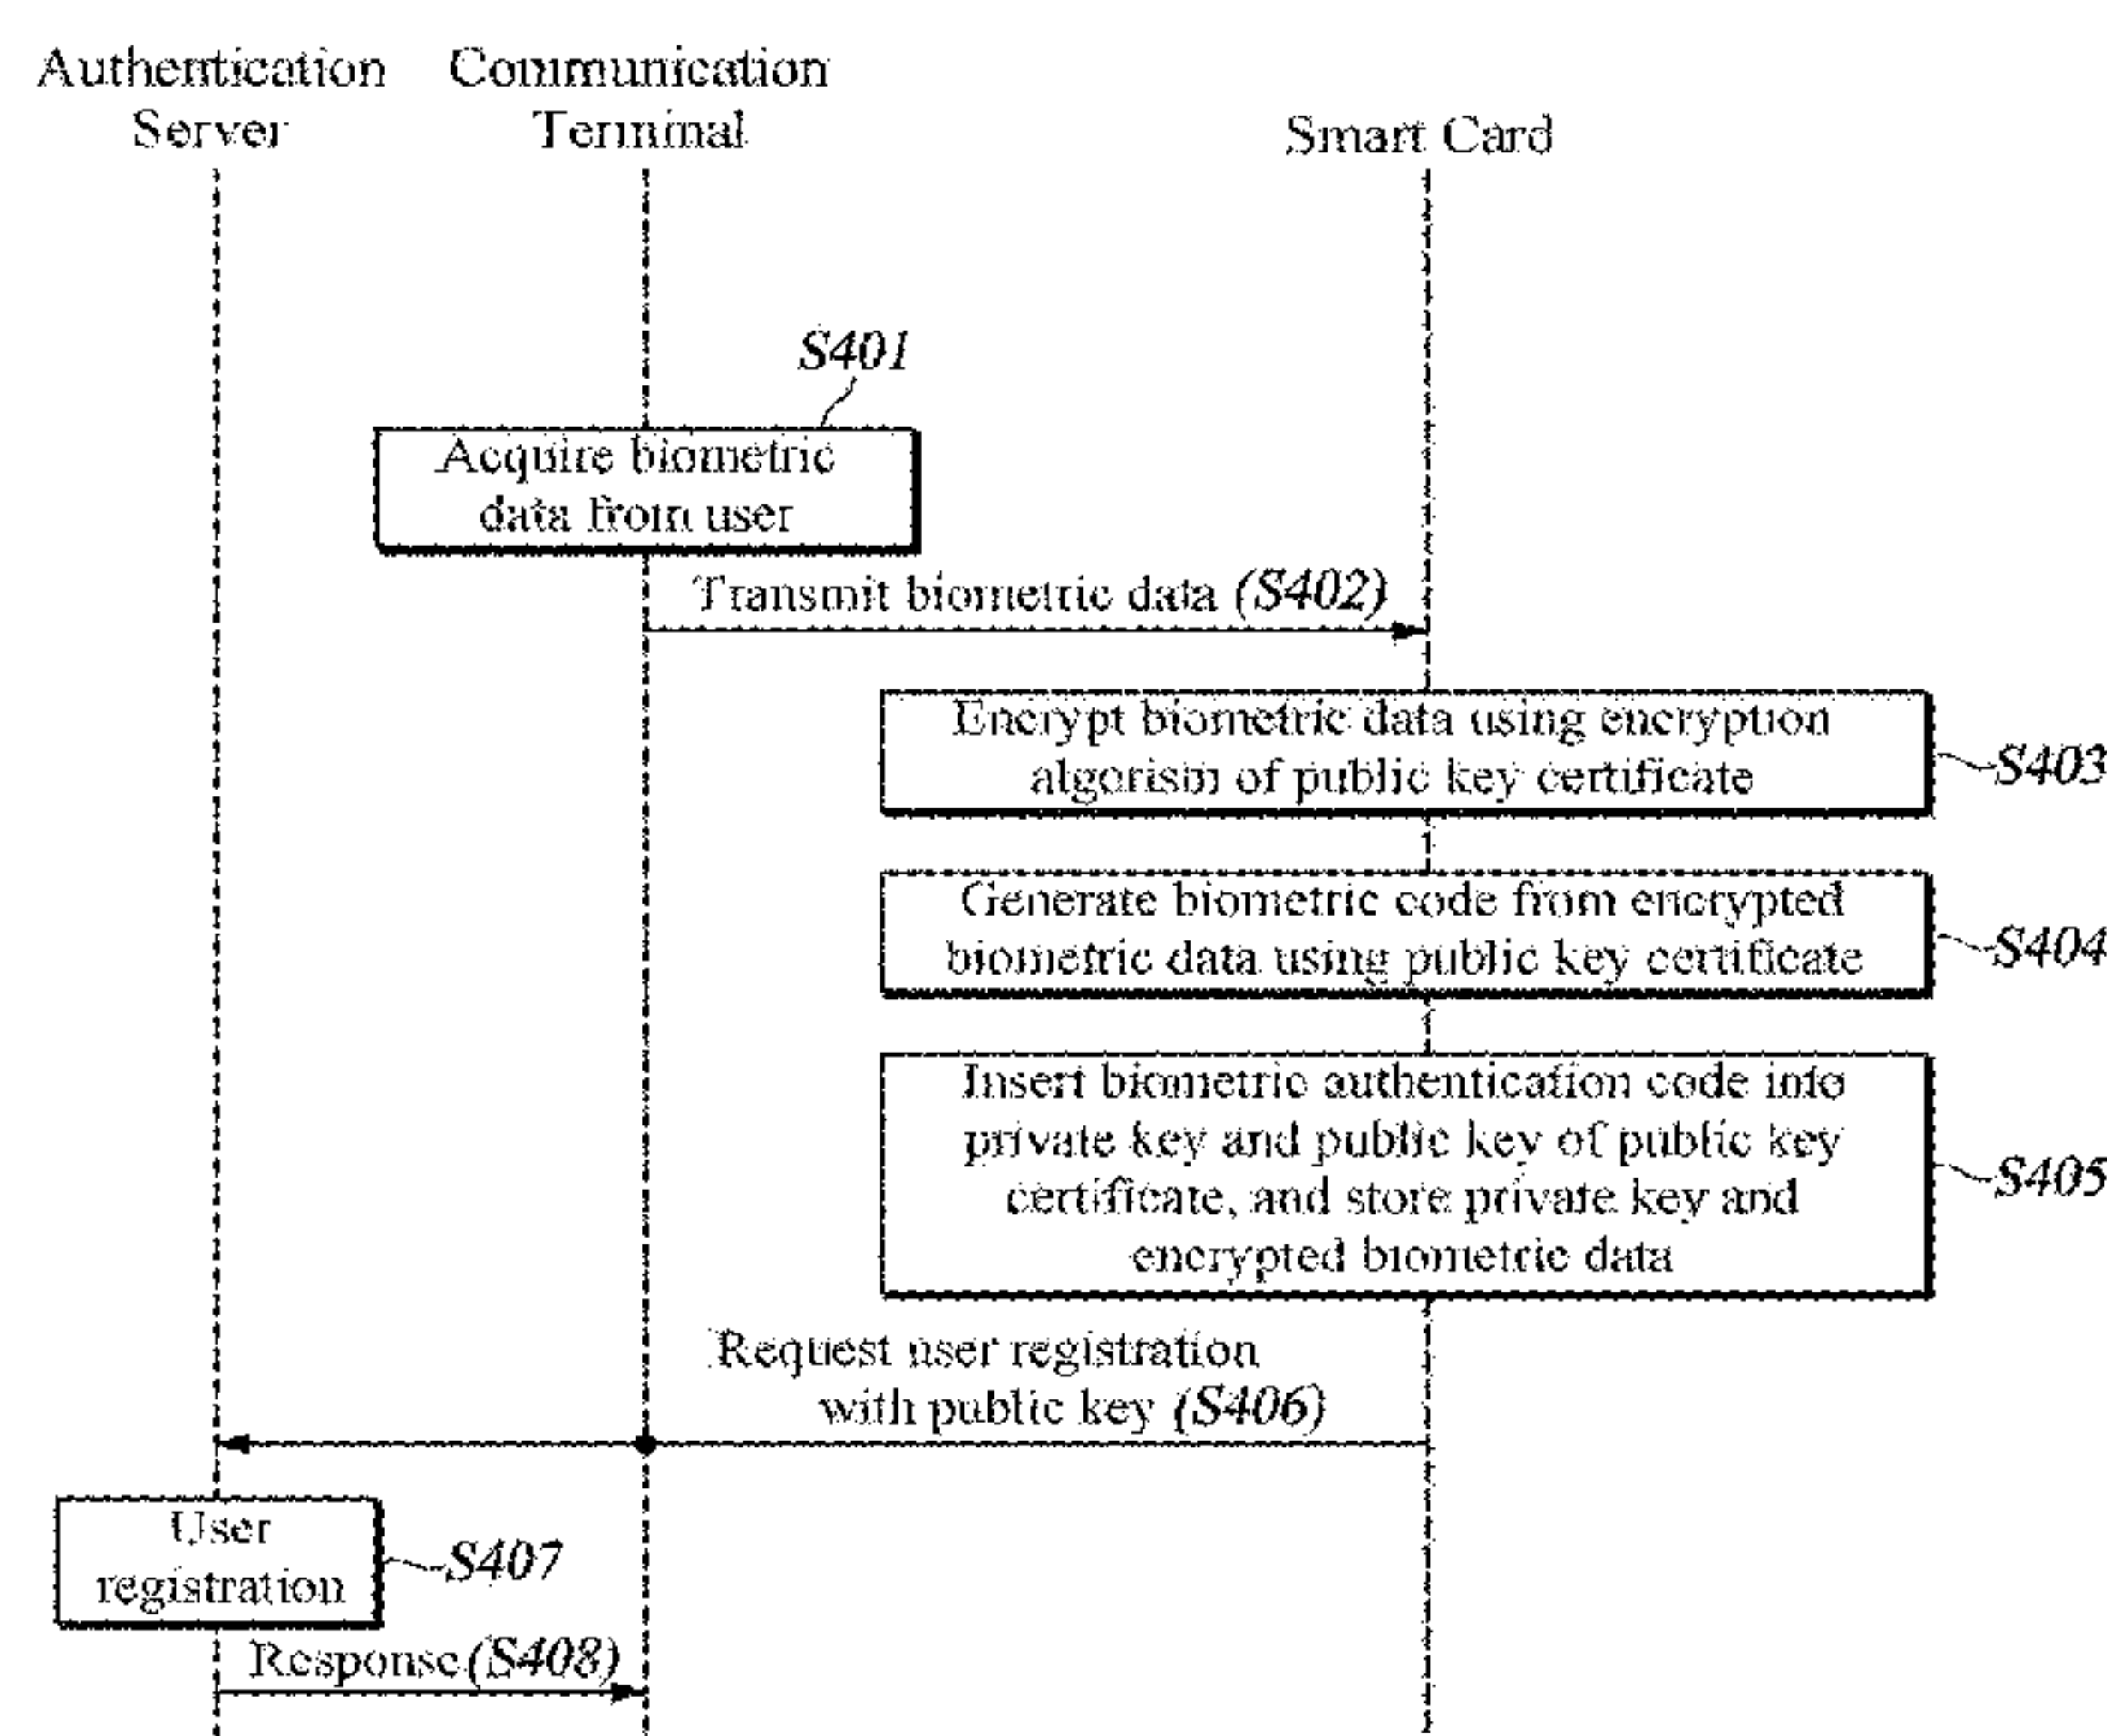 Authentication
Server
Communication
Terminal
Smart Card
S401
Acquire biometric
data from user
Transmit biometric data (S402)
Encrypt biometric data using encryption
algorism of public key certificate
S403
Generate biometric code from encrypted
biometric data using public key certificate
S404
Insert biometric authentication code into
private key and public key of public key
certificate, and store private key and
encrypted biometric data
S405
Request user registration
with public key (S406)
User
registration
S407
Response (S408)